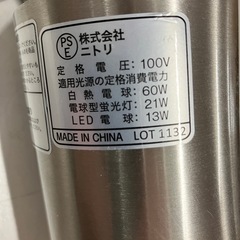 PSE 株式会社
ニトリ
定格電圧:100V
適用光源の定格消費電力
白熱電球:60W
電球型蛍光灯:21W
LED電球:13W
MADE IN CHINA LOT 1132